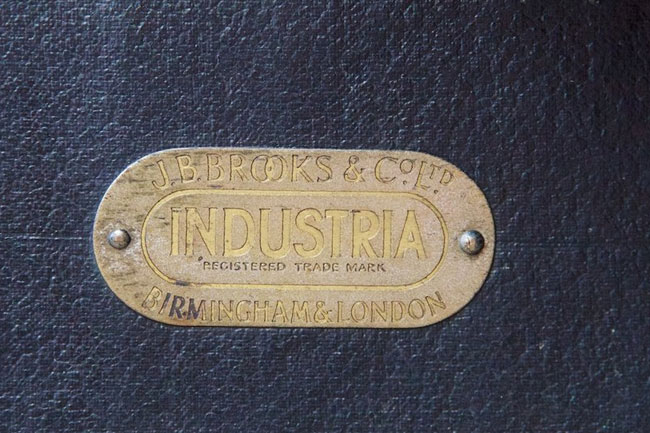 J.B.BROOKS & Co. LTD
INDUSTRIA
REGISTERED TRADE MARK
BIRMINGHAM & LONDON